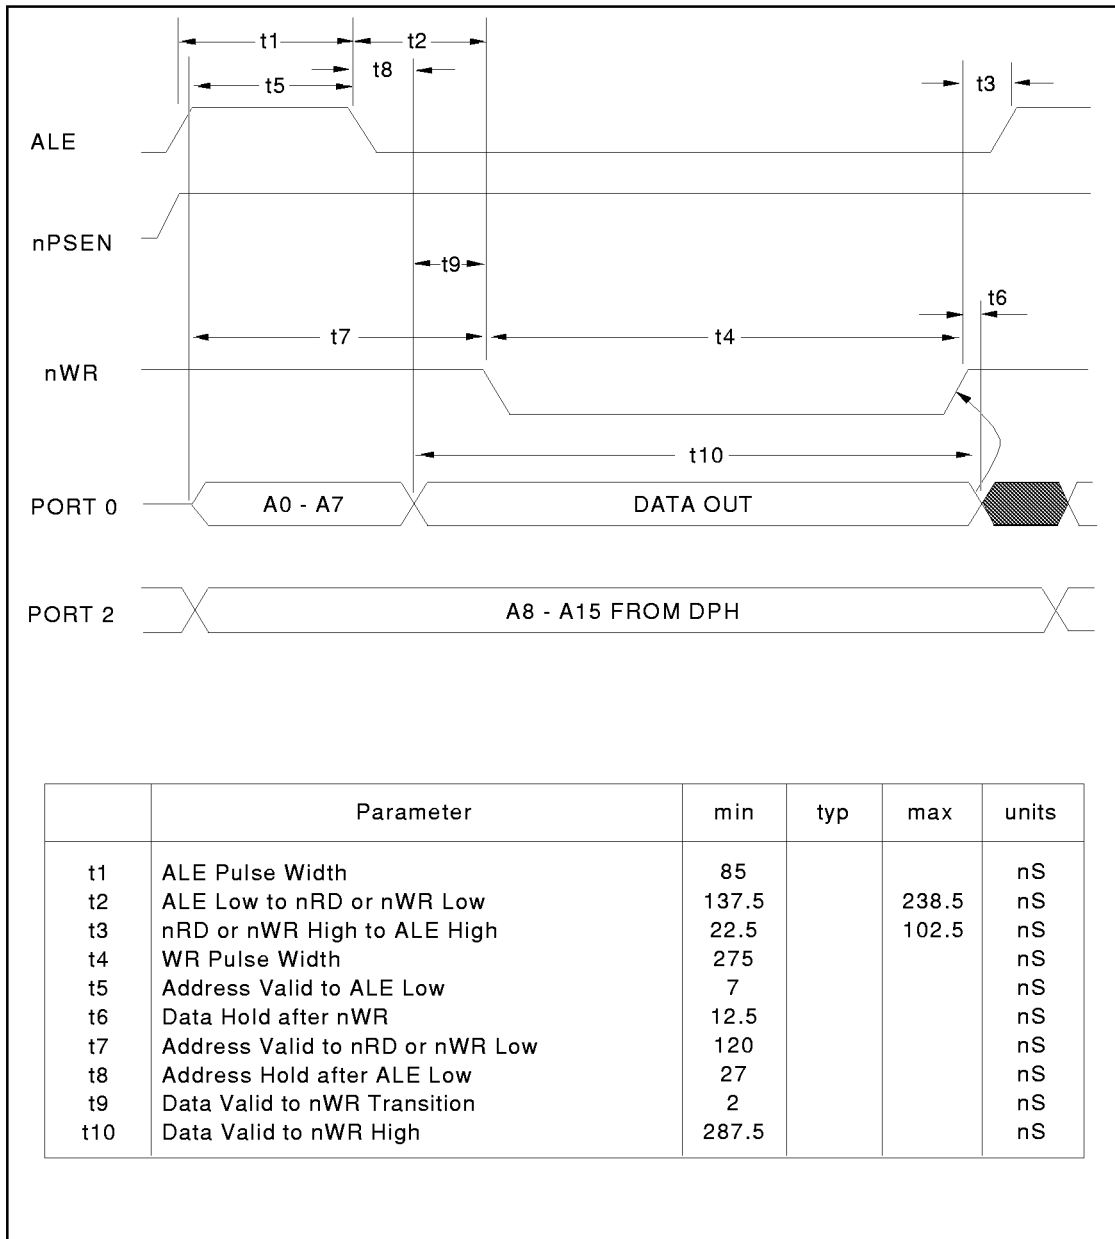 t1 t2
t8
t5 t3
ALE
nPSEN
t9
t6
t7 t4
nWR
t10
PORT 0 A0 - A7 DATA OUT
PORT 2 A8 - A15 FROM DPH
Parameter min typ max units
t1 ALE Pulse Width 85 nS
t2 ALE Low to nRD or nWR Low 137.5 238.5 nS
t3 nRD or nWR High to ALE High 22.5 102.5 nS
t4 WR Pulse Width 275 nS
t5 Address Valid to ALE Low 7 nS
t6 Data Hold after nWR 12.5 nS
t7 Address Valid to nRD or nWR Low 120 nS
t8 Address Hold after ALE Low 27 nS
t9 Data Valid to nWR Transition 2 nS
t10 Data Valid to nWR High 287.5 nS